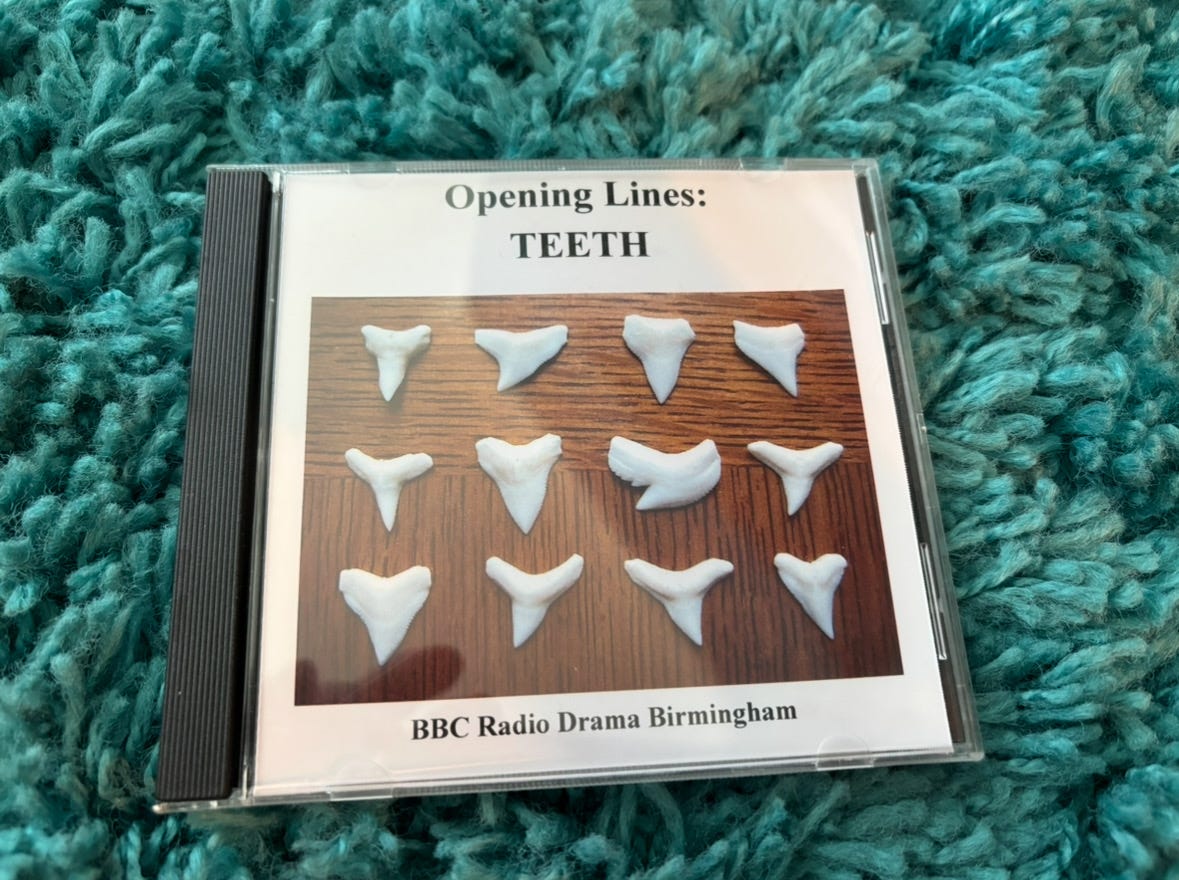 Opening Lines:
TEETH
BBC Radio Drama Birmingham